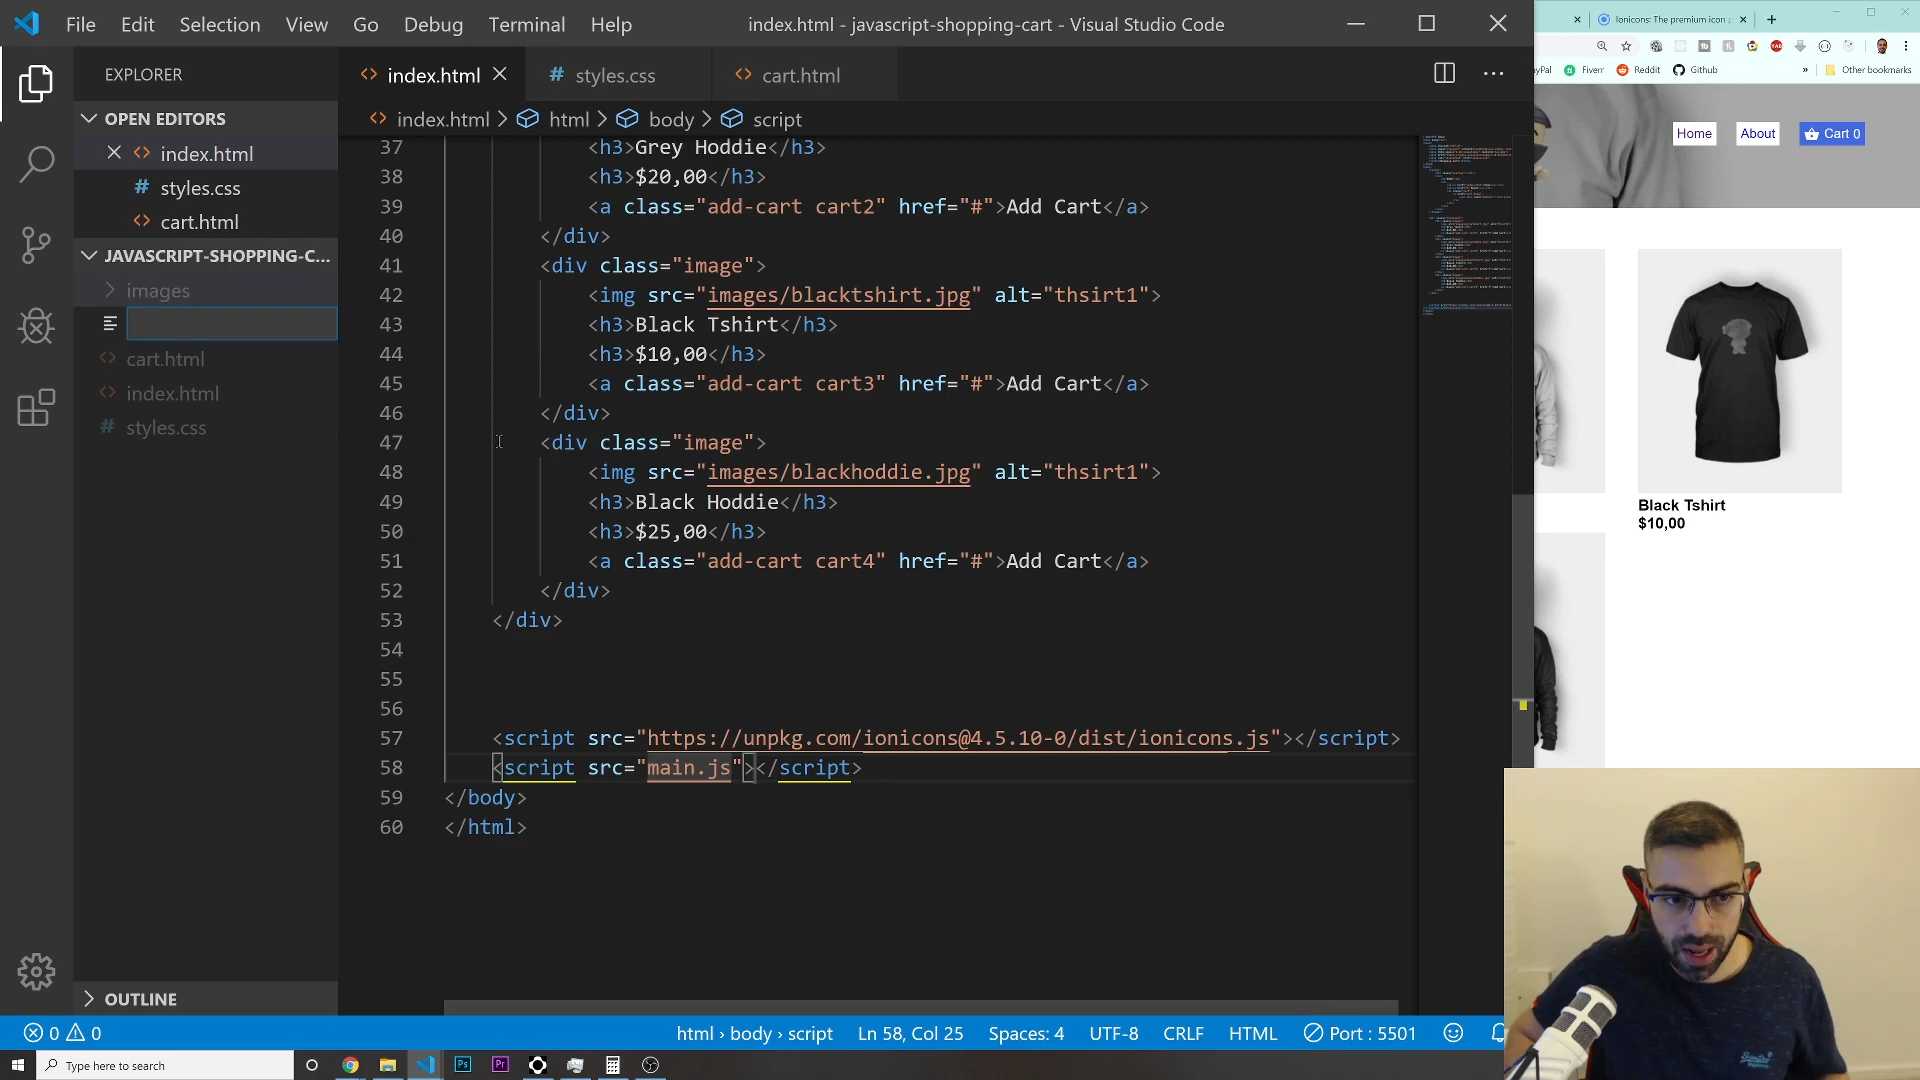 File Edit Selection View Go Debug Terminal Help
index.html - javascript-shopping-cart - Visual Studio Code
Ionicons: The premium icon
Fiverr Reddit Github » Other bookmarks
EXPLORER
OPEN EDITORS
index.html
styles.css
cart.html
JAVASCRIPT-SHOPPING-C...
images
cart.html
index.html
styles.css
OUTLINE
index.html styles.css cart.html
index.html > html > body > script
37 <h3>Grey Hoddie</h3>
38 <h3>$20,00</h3>
39 <a class="add-cart cart2" href="#">Add Cart</a>
40 </div>
41 <div class="image">
42 <img src="images/blacktshirt.jpg" alt="thsirt1">
43 <h3>Black Tshirt</h3>
44 <h3>$10,00</h3>
45 <a class="add-cart cart3" href="#">Add Cart</a>
46 </div>
47 <div class="image">
48 <img src="images/blackhoddie.jpg" alt="thsirt1">
49 <h3>Black Hoddie</h3>
50 <h3>$25,00</h3>
51 <a class="add-cart cart4" href="#">Add Cart</a>
52 </div>
53 </div>
54
55
56
57 <script src="https://unpkg.com/ionicons@4.5.10-0/dist/ionicons.js"></script>
58 <script src="main.js"></script>
59 </body>
60 </html>
Home About Cart 0
Black Tshirt
$10,00
0 0
html › body › script Ln 58, Col 25 Spaces: 4 UTF-8 CRLF HTML Port : 5501
Type here to search
Ps Pr